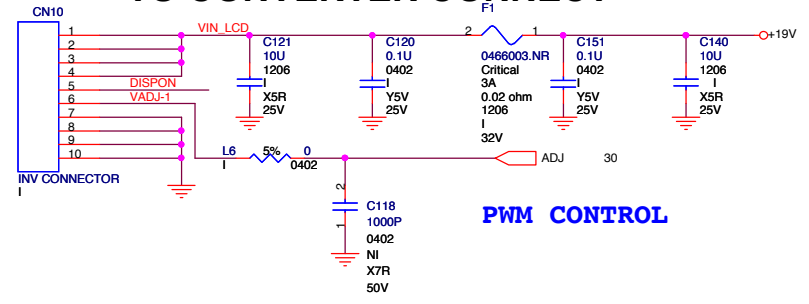 CN10
1
2
3
4
5
6
7
8
9
10
INV CONNECTOR
I
VIN_LCD
DISPON
VADJ-1
C121
10U
1206
I
X5R
25V
C120
0.1U
0402
I
Y5V
25V
F1
2
1
0466003.NR
Critical
3A
0.02 ohm
1206
I
32V
C151
0.1U
0402
I
Y5V
25V
C140
10U
1206
I
X5R
25V
+19V
L6
I
5%
0
0402
ADJ
30
2
1
C118
1000P
0402
NI
X7R
50V
PWM CONTROL